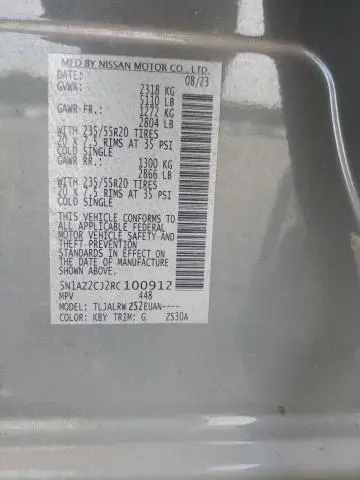 MFD BY NISSAN MOTOR CO., LTD.
DATE: 08/23
GVWR: 2318 KG
5110 LB
GAWR FR.: 1272 KG
2804 LB
WITH 235/55R20 TIRES
20 X 7.5 RIMS AT 35 PSI
COLD SINGLE
GAWR RR.: 1300 KG
2866 LB
WITH 235/55R20 TIRES
20 X 7.5 RIMS AT 35 PSI
COLD SINGLE
THIS VEHICLE CONFORMS TO
ALL APPLICABLE FEDERAL
MOTOR VEHICLE SAFETY AND
THEFT PREVENTION
STANDARDS IN EFFECT ON
THE DATE OF MANUFACTURE
SHOWN ABOVE.
5N1AZ2CJ2RC100912
MPV 448
MODEL: TLJALRWZ52EUAN----
COLOR: KBY TRIM: G Z530A